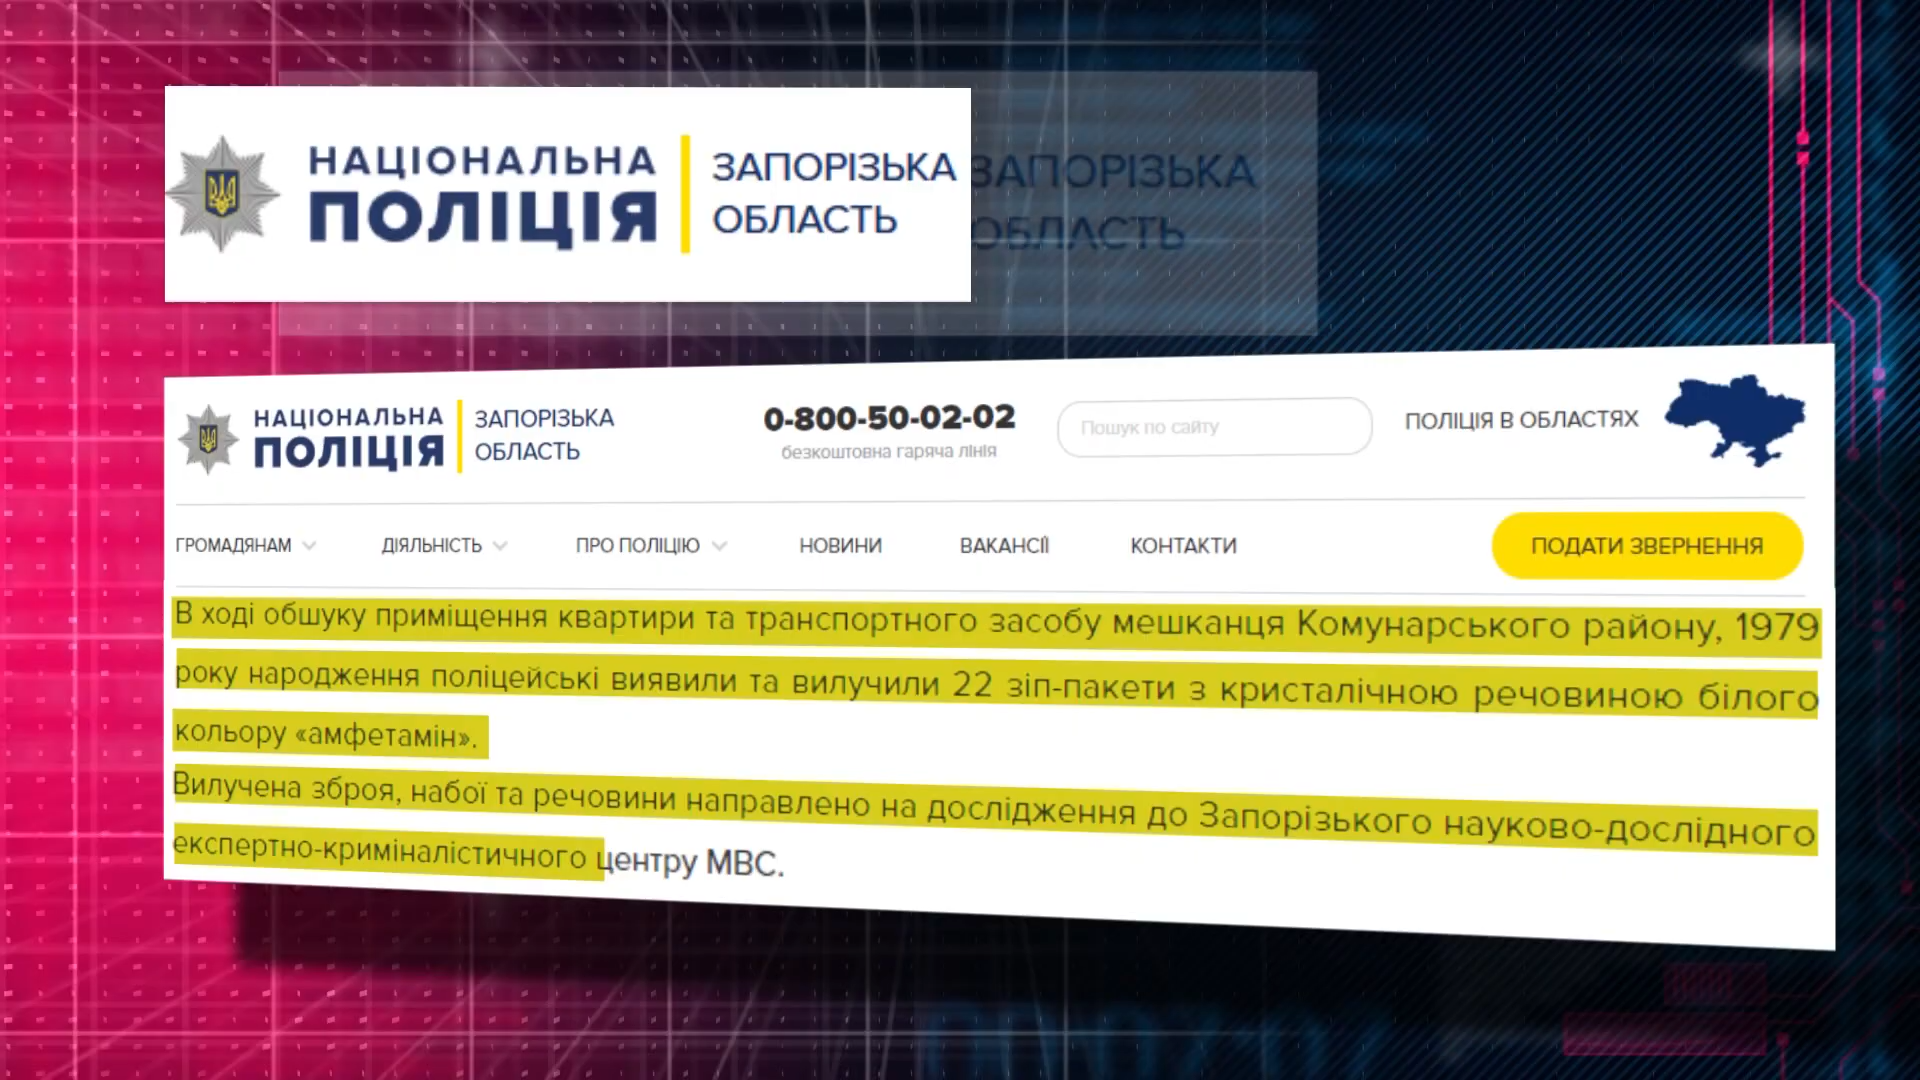 НАЦІОНАЛЬНА
ПОЛІЦІЯ
ЗАПОРІЗЬКА
ОБЛАСТЬ
ЗАПОРІЗЬКА
ОБЛАСТЬ
НАЦІОНАЛЬНА
ПОЛІЦІЯ
ЗАПОРІЗЬКА
ОБЛАСТЬ
0-800-50-02-02
безкоштовна гаряча лінія
Пошук по сайту
ПОЛІЦІЯ В ОБЛАСТЯХ
ГРОМАДЯНАМ ДІЯЛЬНІСТЬ ПРО ПОЛІЦІЮ НОВИНИ ВАКАНСІЇ КОНТАКТИ ПОДАТИ ЗВЕРНЕННЯ
В ході обшуку приміщення квартири та транспортного засобу мешканця Комунарського району, 1979
року народження поліцейські виявили та вилучили 22 зіп-пакети з кристалічною речовиною білого
кольору «амфетамін».
Вилучена зброя, набої та речовини направлено на дослідження до Запорізького науково-дослідного
експертно-криміналістичного центру МВС.